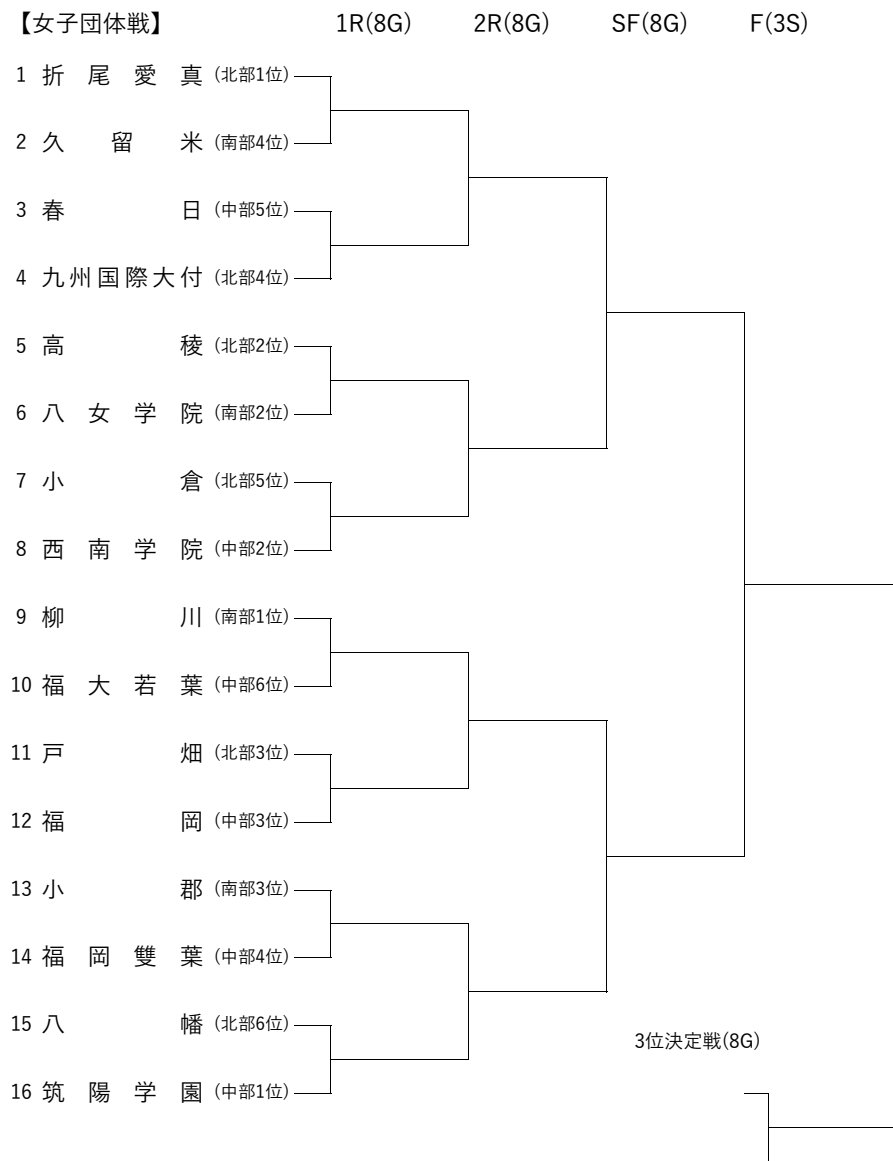 【女子団体戦】 1R(8G) 2R(8G) SF(8G) F(3S)
1 折尾愛真 (北部1位)
2 久留米 (南部4位)
3 春日 (中部5位)
4 九州国際大付 (北部4位)
5 高稜 (北部2位)
6 八女学院 (南部2位)
7 小倉 (北部5位)
8 西南学院 (中部2位)
9 柳川 (南部1位)
10 福大若葉 (中部6位)
11 戸畑 (北部3位)
12 福岡 (中部3位)
13 小郡 (南部3位)
14 福岡雙葉 (中部4位)
15 八幡 (北部6位)
3位決定戦(8G)
16 筑陽学園 (中部1位)